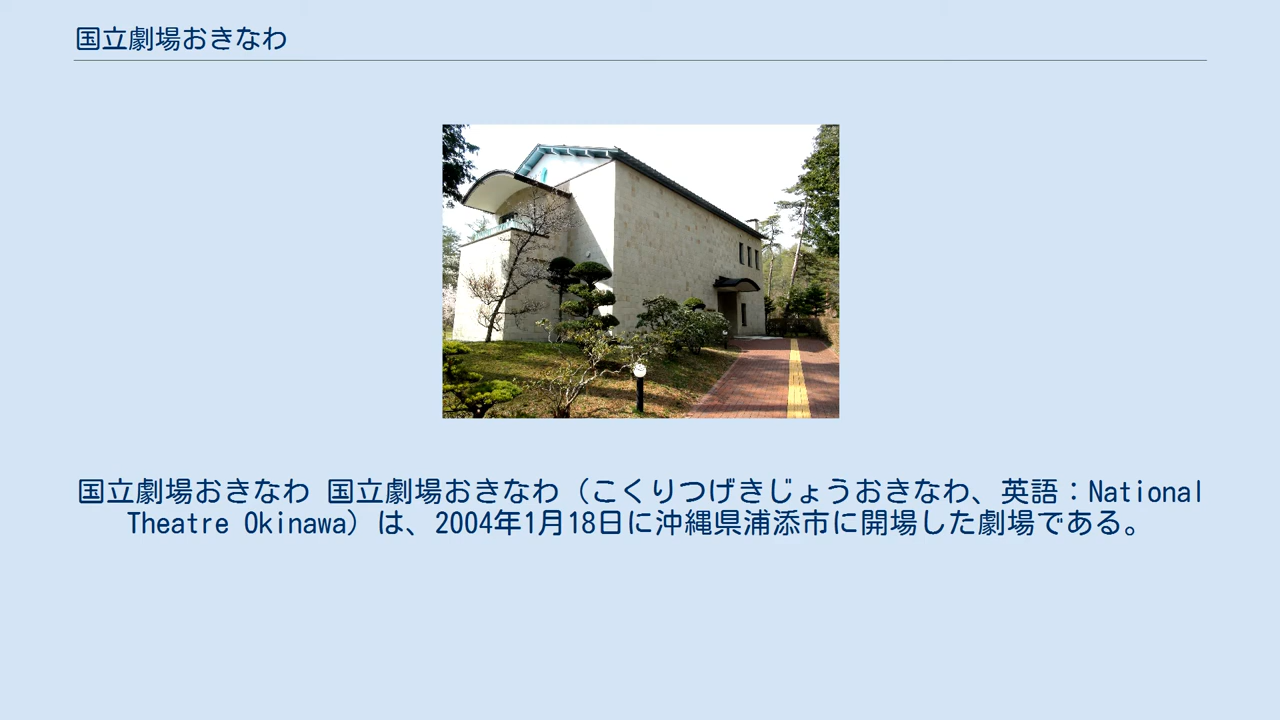 国立劇場おきなわ
国立劇場おきなわ 国立劇場おきなわ（こくりつげきじょうおきなわ、英語：National
Theatre Okinawa）は、2004年1月18日に沖縄県浦添市に開場した劇場である。